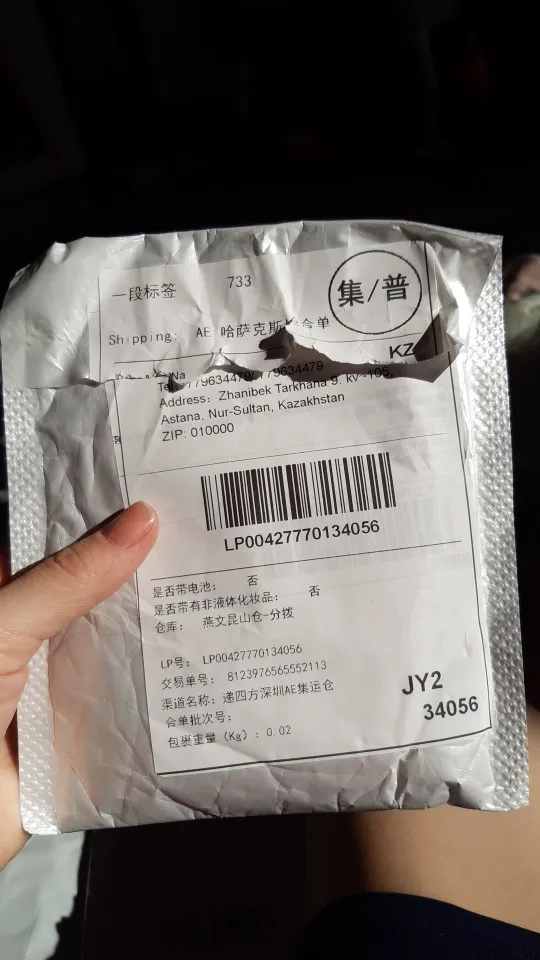 一段标签 733
集/普
Shipping: AE 哈萨克斯 合单
KZ
Address: Zhanibek Tarkhana 9. kv-105
Astana, Nur-Sultan, Kazakhstan
ZIP: 010000
LP00427770134056
是否带电池: 否
是否带有非液体化妆品: 否
仓库: 燕文昆山仓-分拨
LP号: LP00427770134056
交易单号: 8123976565552113
渠道名称: 递四方深圳AE集运仓
合单批次号:
包裹重量 (Kg) : 0.02
JY2
34056